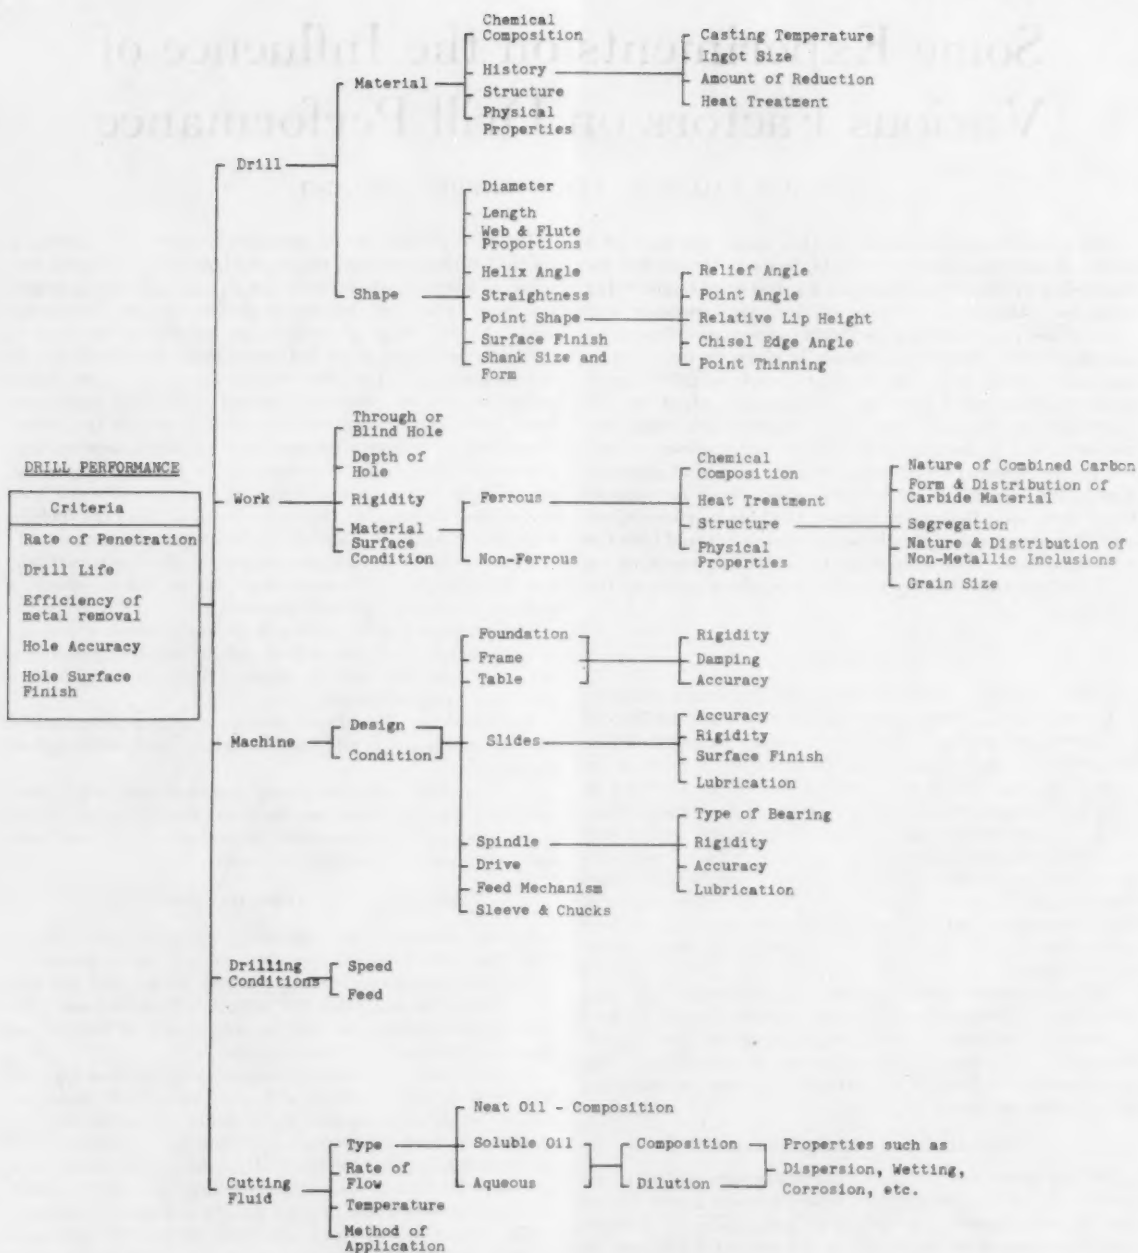 Chemical
Composition
History
Structure
Physical
Properties
Material
Casting Temperature
Ingot Size
Amount of Reduction
Heat Treatment
Drill
Diameter
Length
Web & Flute
Proportions
Helix Angle
Shape
Straightness
Point Shape
Surface Finish
Shank Size and
Form
Relief Angle
Point Angle
Relative Lip Height
Chisel Edge Angle
Point Thinning
DRILL PERFORMANCE
Criteria
Rate of Penetration
Drill Life
Efficiency of
metal removal
Hole Accuracy
Hole Surface
Finish
Work
Through or
Blind Hole
Depth of
Hole
Rigidity
Material
Surface
Condition
Ferrous
Non-Ferrous
Chemical
Composition
Heat Treatment
Structure
Physical
Properties
Nature of Combined Carbon
Form & Distribution of
Carbide Material
Segregation
Nature & Distribution of
Non-Metallic Inclusions
Grain Size
Machine
Design
Condition
Foundation
Frame
Table
Rigidity
Damping
Accuracy
Slides
Accuracy
Rigidity
Surface Finish
Lubrication
Spindle
Drive
Feed Mechanism
Sleeve & Chucks
Type of Bearing
Rigidity
Accuracy
Lubrication
Drilling
Conditions
Speed
Feed
Cutting
Fluid
Type
Rate of
Flow
Temperature
Method of
Application
Neat Oil - Composition
Soluble Oil
Aqueous
Composition
Dilution
Properties such as
Dispersion, Wetting,
Corrosion, etc.